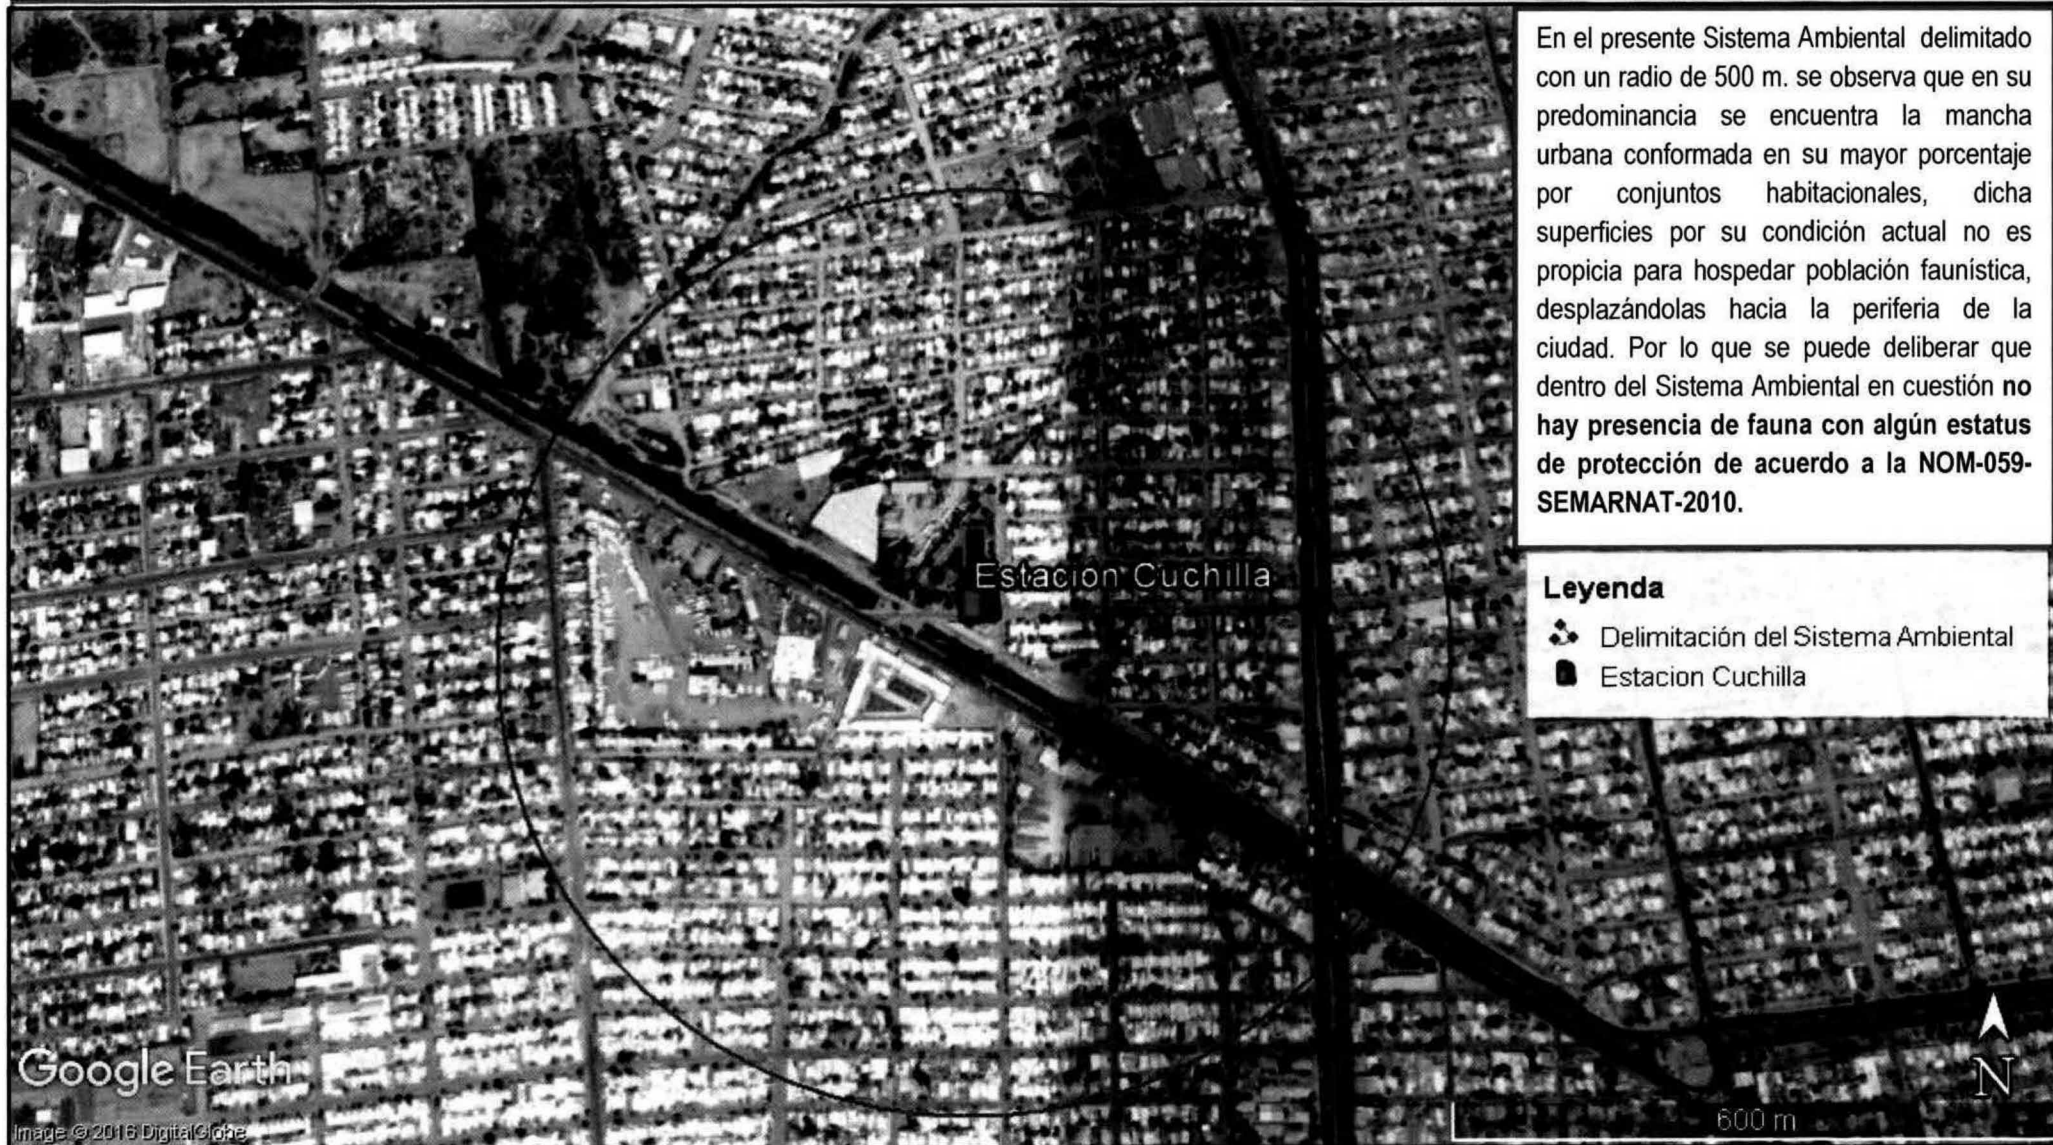 En el presente Sistema Ambiental delimitado
con un radio de 500 m. se observa que en su
predominancia se encuentra la mancha
urbana conformada en su mayor porcentaje
por conjuntos habitacionales, dicha
superficies por su condición actual no es
propicia para hospedar población faunística,
desplazándolas hacia la periferia de la
ciudad. Por lo que se puede deliberar que
dentro del Sistema Ambiental en cuestión no
hay presencia de fauna con algún estatus
de protección de acuerdo a la NOM-059-
SEMARNAT-2010.
Estacion Cuchilla
Leyenda
Delimitación del Sistema Ambiental
Estacion Cuchilla
Google Earth
Image © 2016 DigitalGlobe
N
600 m